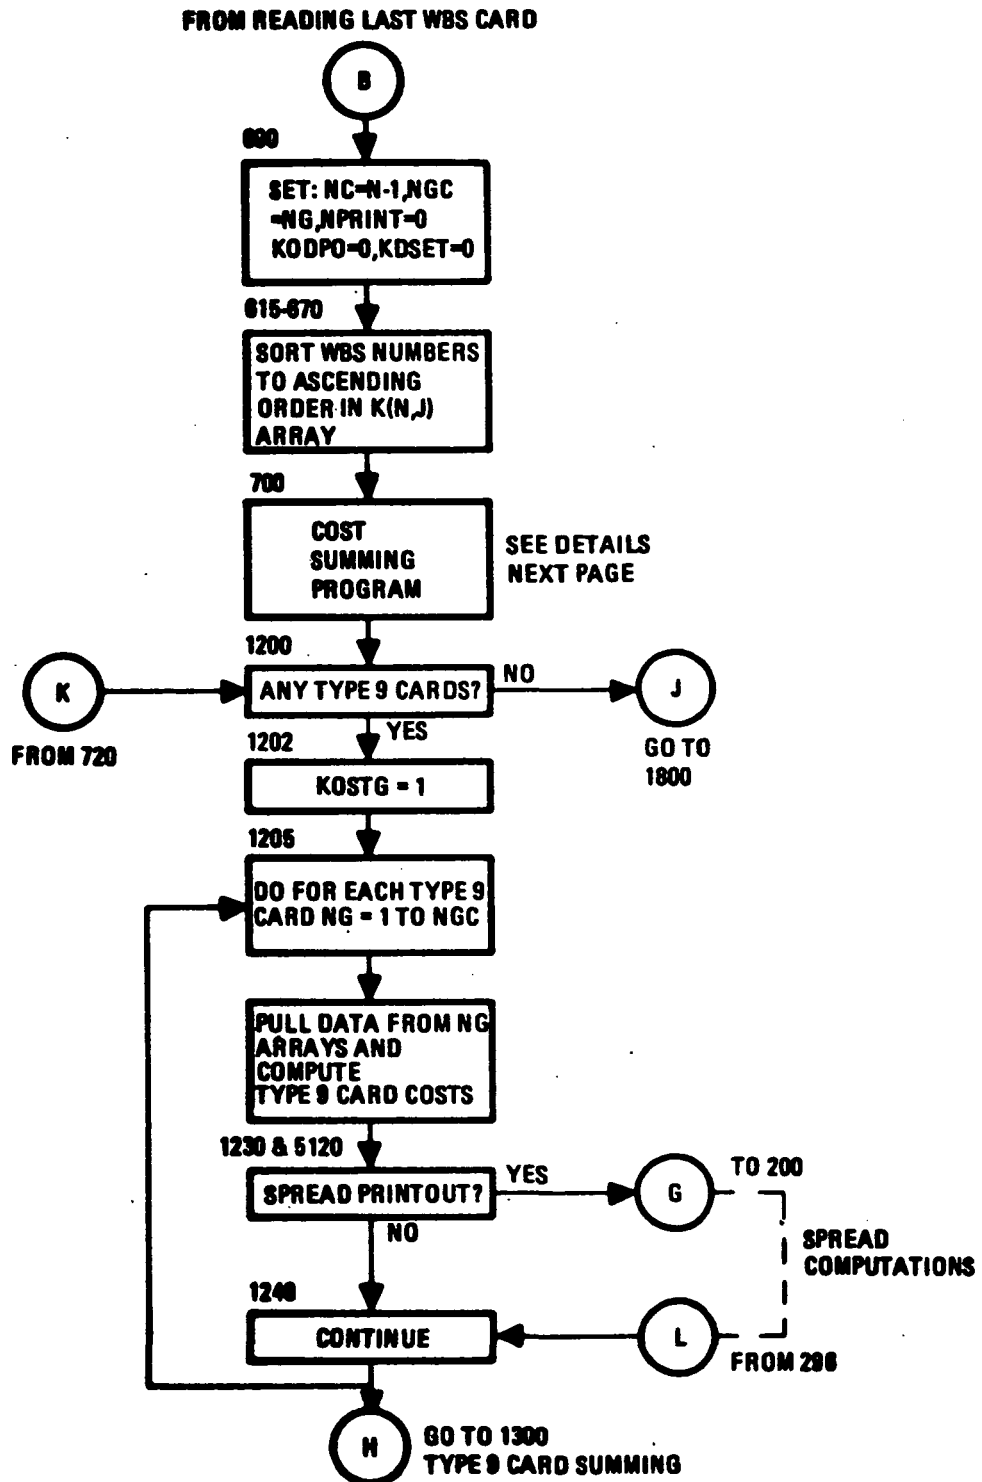 FROM READING LAST WBS CARD
B
600
SET: NC=N-1,NGC
=NG,NPRINT=0
KODPO=0,KDSET=0
615-670
SORT WBS NUMBERS
TO ASCENDING
ORDER IN K(N,J)
ARRAY
700
COST
SUMMING
PROGRAM
SEE DETAILS
NEXT PAGE
1200
K
ANY TYPE 9 CARDS?
NO
J
FROM 720
YES
GO TO
1800
1202
KOSTG = 1
1205
DO FOR EACH TYPE 9
CARD NG = 1 TO NGC
PULL DATA FROM NG
ARRAYS AND
COMPUTE
TYPE 9 CARD COSTS
1230 & 5120
SPREAD PRINTOUT?
YES
G
TO 200
NO
SPREAD
COMPUTATIONS
1240
CONTINUE
L
FROM 296
H
GO TO 1300
TYPE 9 CARD SUMMING